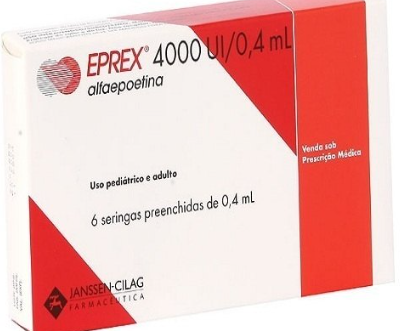 EPREX® 4000 UI/0,4 mL
alfaepoetina
Venda sob
Prescrição Médica
Uso pediátrico e adulto
6 seringas preenchidas de 0,4 mL
JANSSEN-CILAG
FARMACÊUTICA